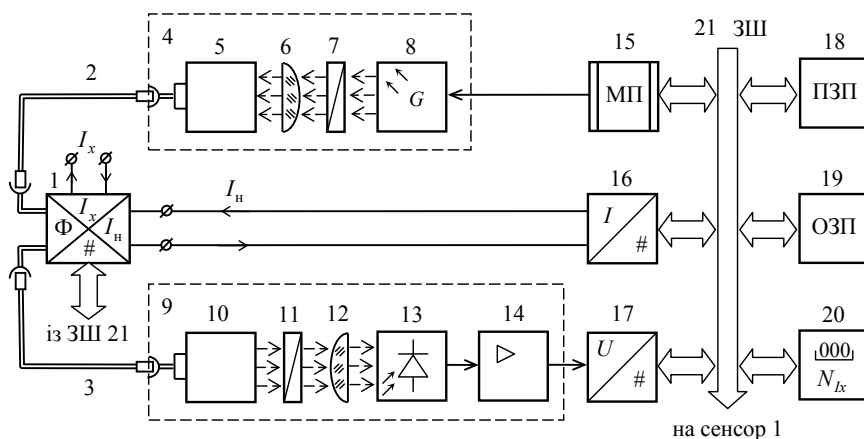 21 ЗШ
4 5 6 7 8 15 18
2 G МП ПЗП
I_x
1 I_н 16 19
Ф I_x I_н # I # ОЗП
9 10 11 12 13 14 17 20
із ЗШ 21 U # 000
N_Ix
3 на сенсор 1